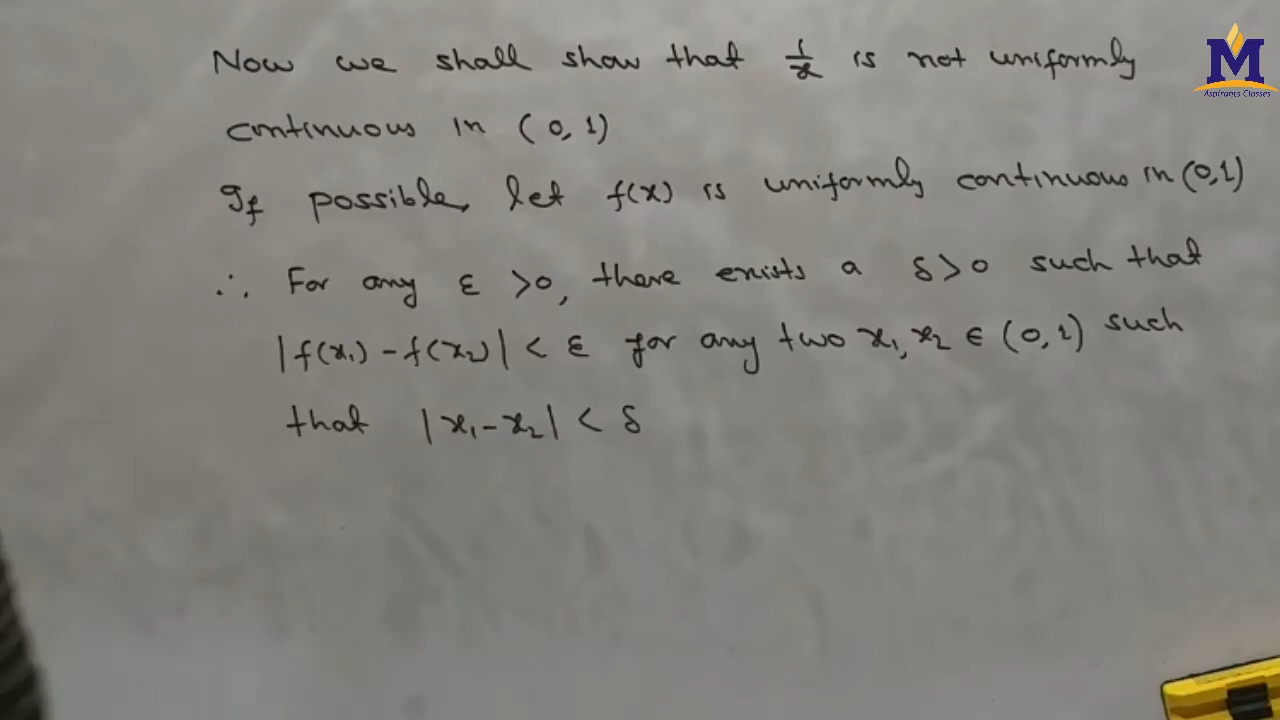 Now we shall show that 1/x is not uniformly
continuous in (0, 1)
If possible, let f(x) is uniformly continuous in (0, 1)
∴ For any ε > 0, there exists a δ > 0 such that
|f(x₁) - f(x₂)| < ε for any two x₁, x₂ ∈ (0, 1) such
that |x₁ - x₂| < δ
M
Aspirants Classes